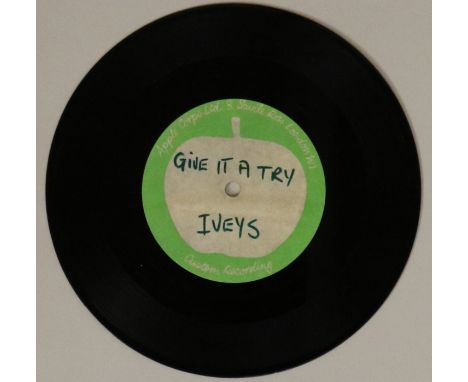 Apple Corps Ltd. 3 Savile Row London W1
GIVE IT A TRY
IVEYS
Custom Recording